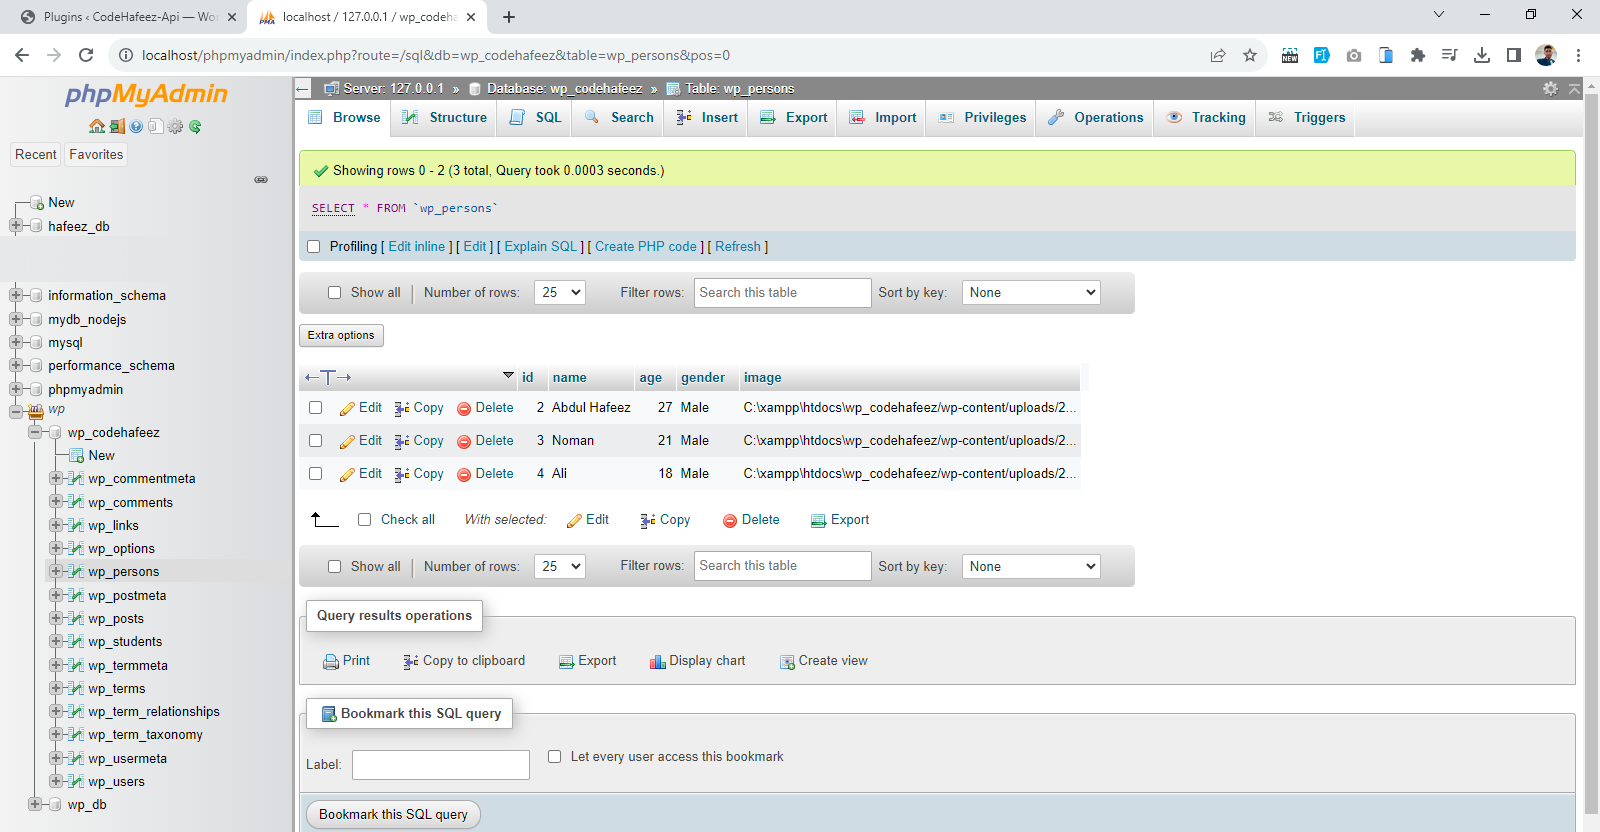 Plugins ‹ CodeHafeez-Api — Wor
localhost / 127.0.0.1 / wp_codeha
localhost/phpmyadmin/index.php?route=/sql&db=wp_codehafeez&table=wp_persons&pos=0
NEW
phpMyAdmin
Recent
Favorites
New
hafeez_db
information_schema
mydb_nodejs
mysql
performance_schema
phpmyadmin
wp
wp_codehafeez
New
wp_commentmeta
wp_comments
wp_links
wp_options
wp_persons
wp_postmeta
wp_posts
wp_students
wp_termmeta
wp_terms
wp_term_relationships
wp_term_taxonomy
wp_usermeta
wp_users
wp_db
Server: 127.0.0.1 » Database: wp_codehafeez » Table: wp_persons
Browse Structure SQL Search Insert Export Import Privileges Operations Tracking Triggers
Showing rows 0 - 2 (3 total, Query took 0.0003 seconds.)
SELECT * FROM `wp_persons`
Profiling [ Edit inline ] [ Edit ] [ Explain SQL ] [ Create PHP code ] [ Refresh ]
Show all Number of rows: 25 Filter rows: Search this table Sort by key: None
Extra options
id name age gender image
Edit Copy Delete 2 Abdul Hafeez 27 Male C:\xampp\htdocs\wp_codehafeez/wp-content/uploads/2...
Edit Copy Delete 3 Noman 21 Male C:\xampp\htdocs\wp_codehafeez/wp-content/uploads/2...
Edit Copy Delete 4 Ali 18 Male C:\xampp\htdocs\wp_codehafeez/wp-content/uploads/2...
Check all With selected: Edit Copy Delete Export
Show all Number of rows: 25 Filter rows: Search this table Sort by key: None
Query results operations
Print Copy to clipboard Export Display chart Create view
Bookmark this SQL query
Label: Let every user access this bookmark
Bookmark this SQL query